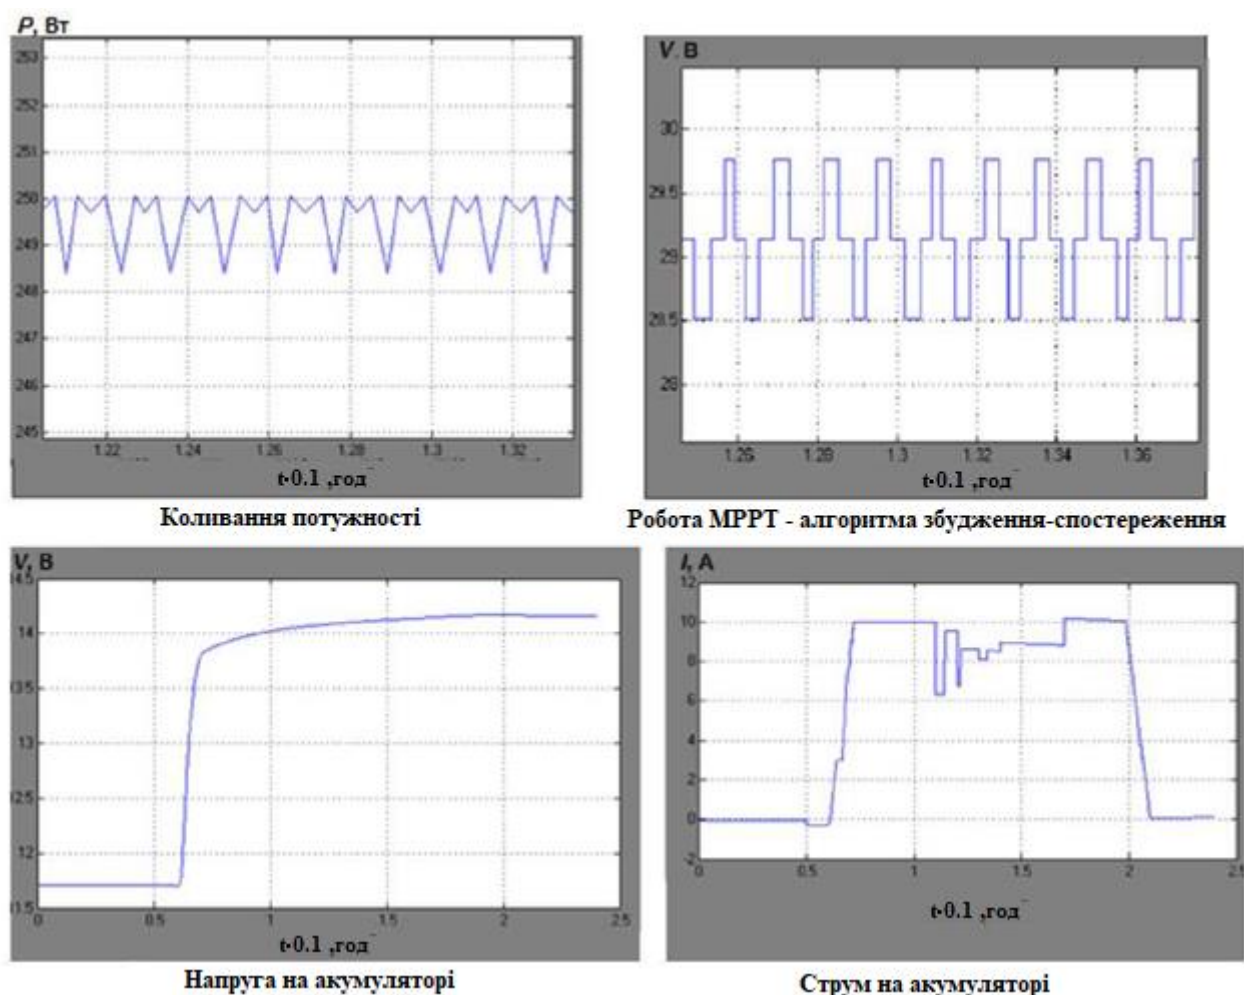 P, Вт
253
252
251
250
249
248
247
246
245
1.22 1.24 1.26 1.28 1.3 1.32
t·0.1 ,год
Коливання потужності
V, В
30
29.5
29
28.5
28
1.26 1.28 1.3 1.34 1.36
t·0.1 ,год
Робота МРРТ - алгоритма збудження-спостереження
V, В
14.5
14
13.5
13
12.5
12
11.5
0 0.5 1 1.5 2 2.5
t·0.1 ,год
Напруга на акумуляторі
I, А
12
10
8
6
4
2
0
-2
0 0.5 1 1.5 2 2.5
t·0.1 ,год
Струм на акумуляторі